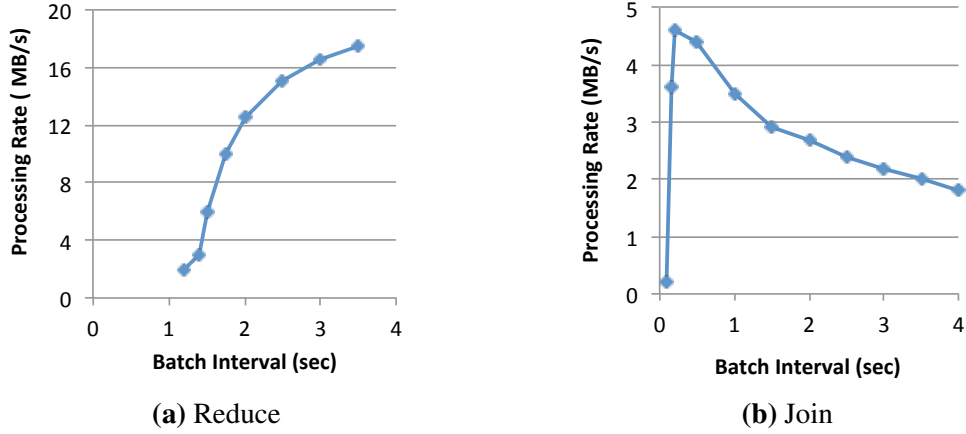 20
16
12
8
4
0
0 1 2 3 4
Processing Rate ( MB/s)
Batch Interval (sec)
(a) Reduce
5
4
3
2
1
0
0 1 2 3 4
Processing Rate (MB/s)
Batch Interval (sec)
(b) Join